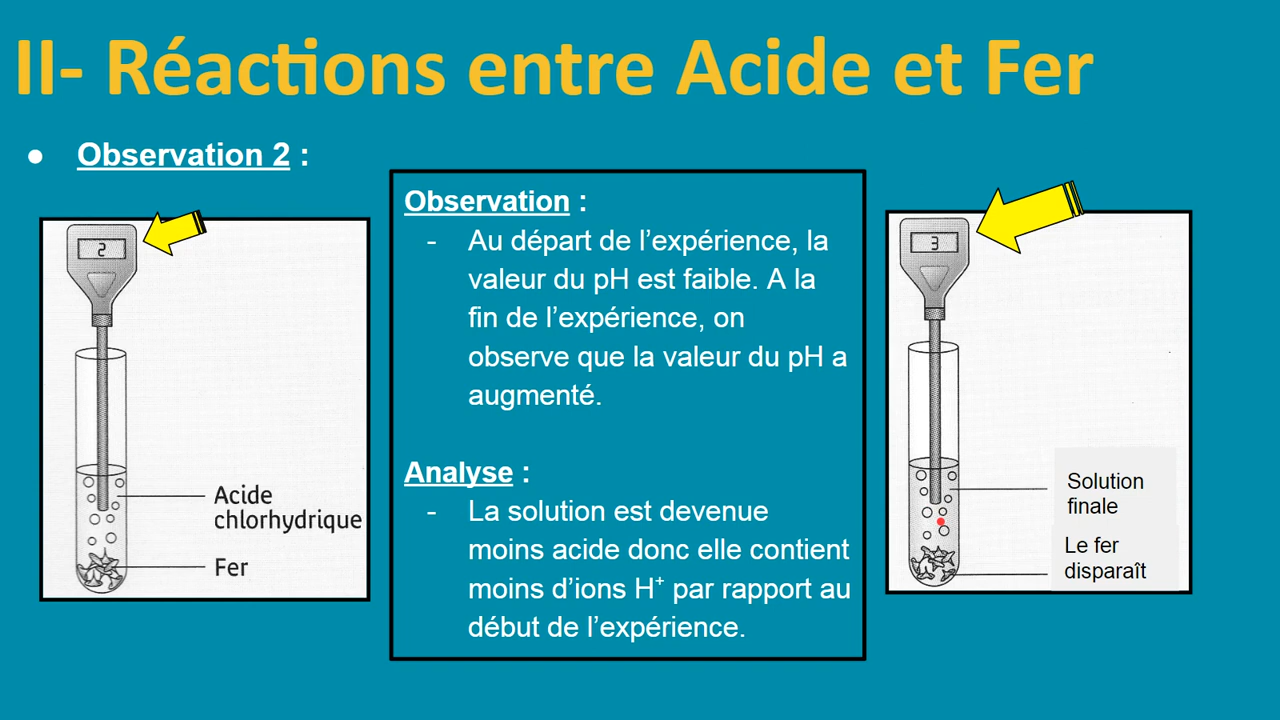 II- Réactions entre Acide et Fer
● Observation 2 :
2
Acide
chlorhydrique
Fer
Observation :
- Au départ de l’expérience, la
valeur du pH est faible. A la
fin de l’expérience, on
observe que la valeur du pH a
augmenté.
Analyse :
- La solution est devenue
moins acide donc elle contient
moins d’ions H⁺ par rapport au
début de l’expérience.
3
Solution
finale
Le fer
disparaît